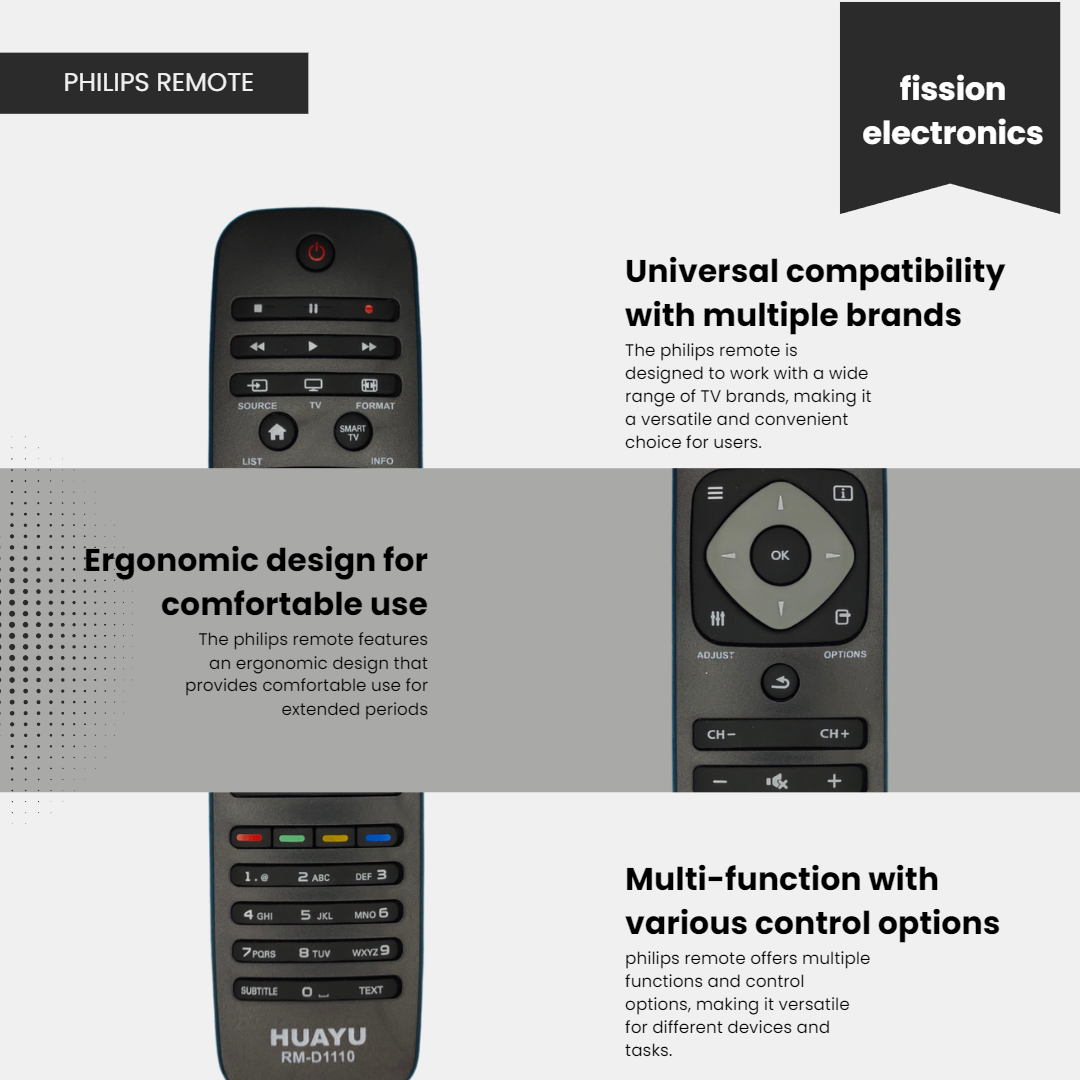 PHILIPS REMOTE
fission
electronics
Universal compatibility
with multiple brands
The philips remote is
designed to work with a wide
range of TV brands, making it
a versatile and convenient
choice for users.
SOURCE TV FORMAT
SMART
TV
LIST INFO
Ergonomic design for
comfortable use
The philips remote features
an ergonomic design that
provides comfortable use for
extended periods
OK
ADJUST OPTIONS
CH− CH+
− +
1.@ 2 ABC DEF 3
4 GHI 5 JKL MNO 6
7PQRS 8 TUV WXYZ 9
SUBTITLE 0 ⎵ TEXT
HUAYU
RM-D1110
Multi-function with
various control options
philips remote offers multiple
functions and control
options, making it versatile
for different devices and
tasks.